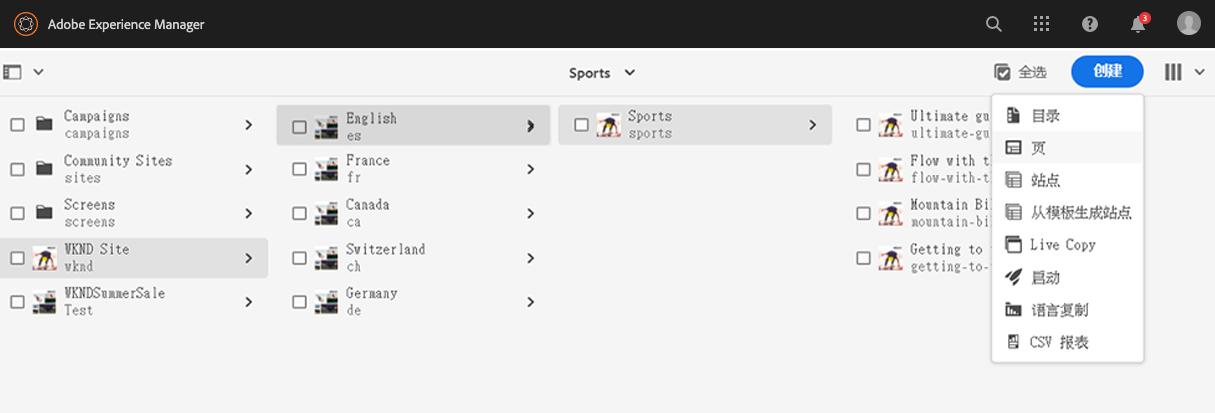 Adobe Experience Manager
3
Sports
全选
创建
Campaigns
campaigns
Community Sites
sites
Screens
screens
WKND Site
wknd
WKNDSummerSale
Test
English
es
France
fr
Canada
ca
Switzerland
ch
Germany
de
Sports
sports
Ultimate gu
ultimate-gu
Flow with th
flow-with-t
Mountain Bi
mountain-bi
Getting to
getting-to-
目录
页
站点
从模板生成站点
Live Copy
启动
语言复制
CSV 报表